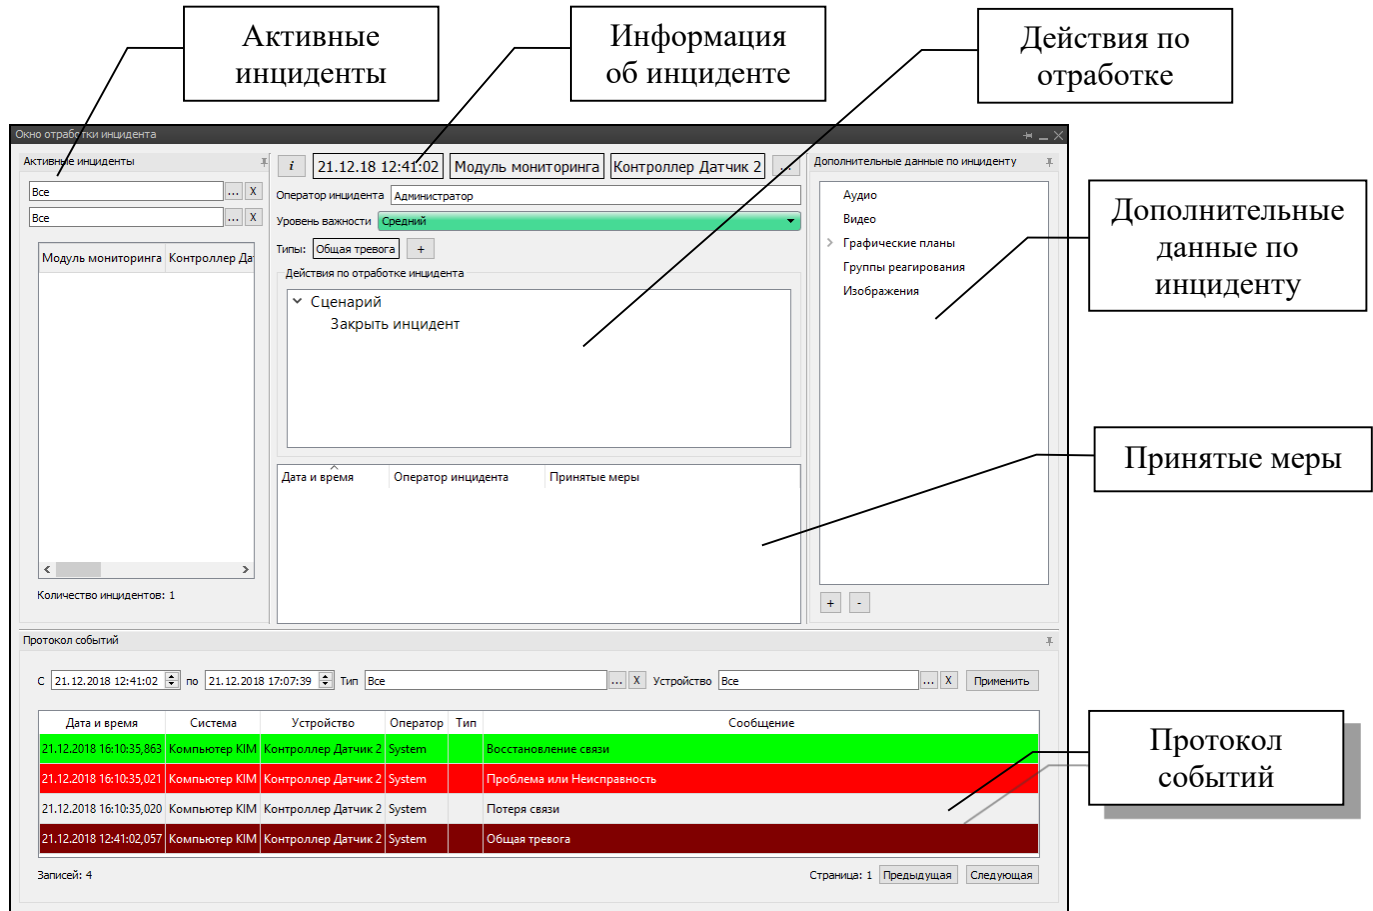 Активные
инциденты
Информация
об инциденте
Действия по
отработке
Окно отработки инцидента
Активные инциденты
Все ... X
Все ... X
Модуль мониторинга Контроллер Дат
Количество инцидентов: 1
i 21.12.18 12:41:02 Модуль мониторинга Контроллер Датчик 2 ...
Оператор инцидента Администратор
Уровень важности Средний
Типы: Общая тревога +
Действия по отработке инцидента
Сценарий
Закрыть инцидент
Дата и время Оператор инцидента Принятые меры
Дополнительные данные по инциденту
Аудио
Видео
Графические планы
Группы реагирования
Изображения
+ -
Дополнительные
данные по
инциденту
Принятые меры
Протокол событий
С 21.12.2018 12:41:02 по 21.12.2018 17:07:39 Тип Все ... X Устройство Все ... X Применить
Дата и время Система Устройство Оператор Тип Сообщение
21.12.2018 16:10:35,863 Компьютер KIM Контроллер Датчик 2 System Восстановление связи
21.12.2018 16:10:35,021 Компьютер KIM Контроллер Датчик 2 System Проблема или Неисправность
21.12.2018 16:10:35,020 Компьютер KIM Контроллер Датчик 2 System Потеря связи
21.12.2018 12:41:02,057 Компьютер KIM Контроллер Датчик 2 System Общая тревога
Записей: 4 Страница: 1 Предыдущая Следующая
Протокол
событий